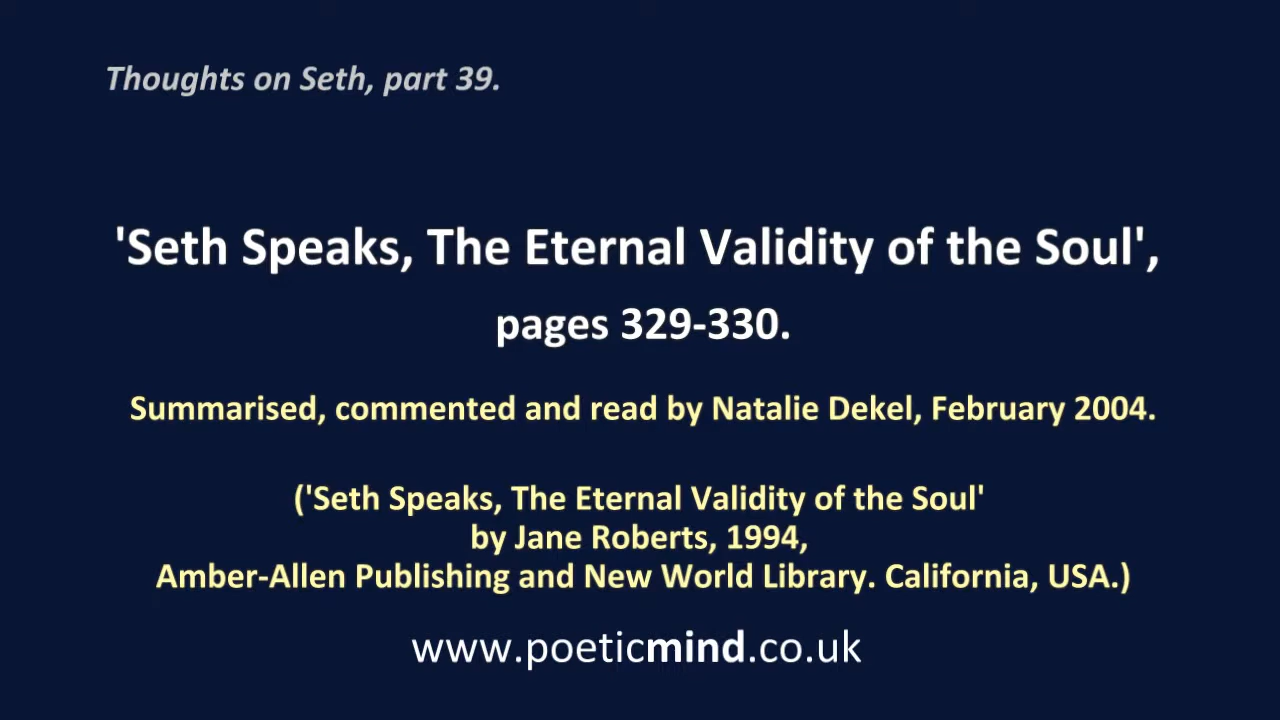 Thoughts on Seth, part 39.
'Seth Speaks, The Eternal Validity of the Soul',
pages 329-330.
Summarised, commented and read by Natalie Dekel, February 2004.
('Seth Speaks, The Eternal Validity of the Soul'
by Jane Roberts, 1994,
Amber-Allen Publishing and New World Library. California, USA.)
www.poeticmind.co.uk